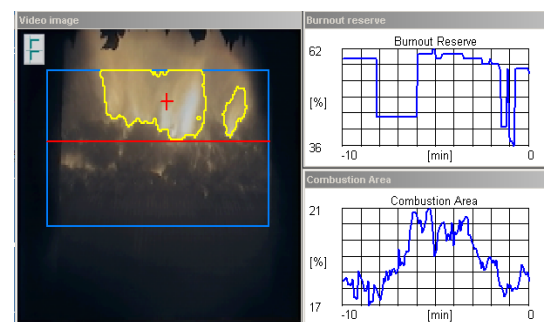 Video image
Burnout reserve
Burnout Reserve
62
[%]
36
-10
[min]
0
Combustion Area
Combustion Area
21
[%]
17
-10
[min]
0